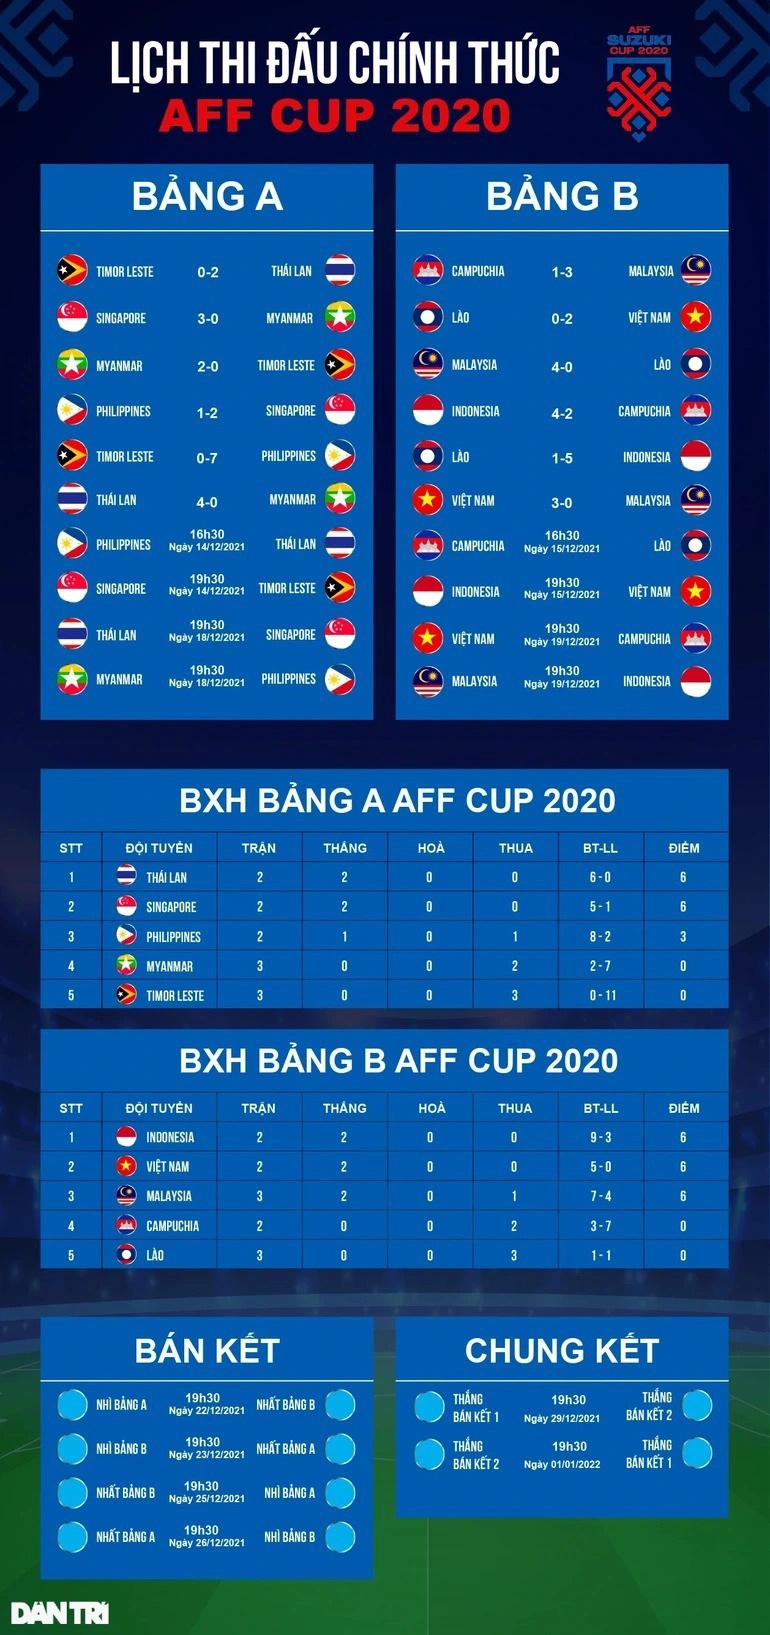 LỊCH THI ĐẤU CHÍNH THỨC
AFF CUP 2020
AFF
SUZUKI
CUP 2020
BẢNG A
TIMOR LESTE 0-2 THÁI LAN
SINGAPORE 3-0 MYANMAR
MYANMAR 2-0 TIMOR LESTE
PHILIPPINES 1-2 SINGAPORE
TIMOR LESTE 0-7 PHILIPPINES
THÁI LAN 4-0 MYANMAR
PHILIPPINES 16h30 Ngày 14/12/2021 THÁI LAN
SINGAPORE 19h30 Ngày 14/12/2021 TIMOR LESTE
THÁI LAN 19h30 Ngày 18/12/2021 SINGAPORE
MYANMAR 19h30 Ngày 18/12/2021 PHILIPPINES
BẢNG B
CAMPUCHIA 1-3 MALAYSIA
LÀO 0-2 VIỆT NAM
MALAYSIA 4-0 LÀO
INDONESIA 4-2 CAMPUCHIA
LÀO 1-5 INDONESIA
VIỆT NAM 3-0 MALAYSIA
CAMPUCHIA 16h30 Ngày 15/12/2021 LÀO
INDONESIA 19h30 Ngày 15/12/2021 VIỆT NAM
VIỆT NAM 19h30 Ngày 19/12/2021 CAMPUCHIA
MALAYSIA 19h30 Ngày 19/12/2021 INDONESIA
BXH BẢNG A AFF CUP 2020
STT ĐỘI TUYỂN TRẬN THẮNG HOÀ THUA BT-LL ĐIỂM
1 THÁI LAN 2 2 0 0 6 - 0 6
2 SINGAPORE 2 2 0 0 5 - 1 6
3 PHILIPPINES 2 1 0 1 8 - 2 3
4 MYANMAR 3 0 0 2 2 - 7 0
5 TIMOR LESTE 3 0 0 3 0 - 11 0
BXH BẢNG B AFF CUP 2020
STT ĐỘI TUYỂN TRẬN THẮNG HOÀ THUA BT-LL ĐIỂM
1 INDONESIA 2 2 0 0 9 - 3 6
2 VIỆT NAM 2 2 0 0 5 - 0 6
3 MALAYSIA 3 2 0 1 7 - 4 6
4 CAMPUCHIA 2 0 0 2 3 - 7 0
5 LÀO 3 0 0 3 1 - 1 0
BÁN KẾT
NHÌ BẢNG A 19h30 Ngày 22/12/2021 NHẤT BẢNG B
NHÌ BẢNG B 19h30 Ngày 23/12/2021 NHẤT BẢNG A
NHẤT BẢNG B 19h30 Ngày 25/12/2021 NHÌ BẢNG A
NHẤT BẢNG A 19h30 Ngày 26/12/2021 NHÌ BẢNG B
CHUNG KẾT
THẮNG BÁN KẾT 1 19h30 Ngày 29/12/2021 THẮNG BÁN KẾT 2
THẮNG BÁN KẾT 2 19h30 Ngày 01/01/2022 THẮNG BÁN KẾT 1
DÂN TRÍ